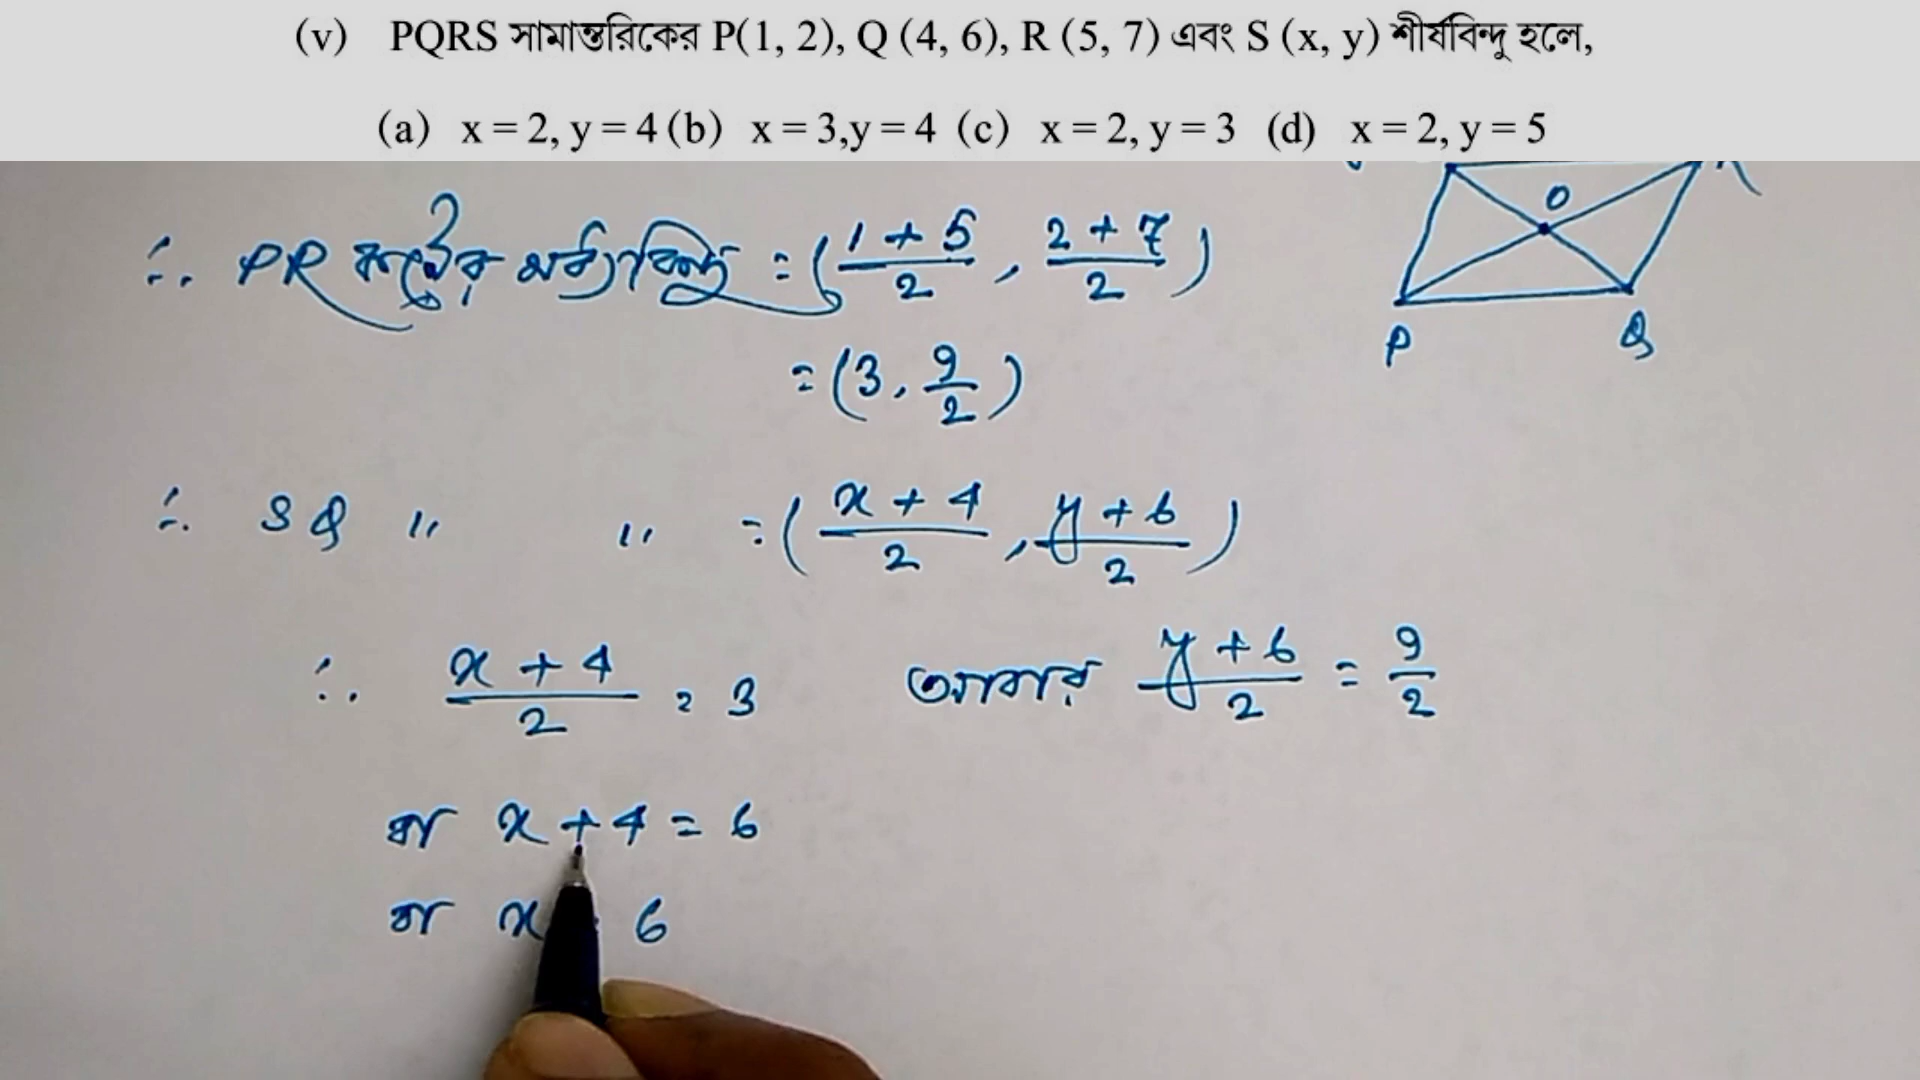 (v) PQRS সামান্তরিকের P(1, 2), Q (4, 6), R (5, 7) এবং S (x, y) শীর্ষবিন্দু হলে,
(a) x = 2, y = 4 (b) x = 3,y = 4 (c) x = 2, y = 3 (d) x = 2, y = 5
O
P Q
∴ PR কর্ণের মধ্যবিন্দু = (1 + 5 / 2, 2 + 7 / 2)
= (3, 9/2)
∴ SQ " " = (x + 4 / 2, y + 6 / 2)
∴ x + 4 / 2 = 3 আবার y + 6 / 2 = 9/2
বা x + 4 = 6
বা x 6